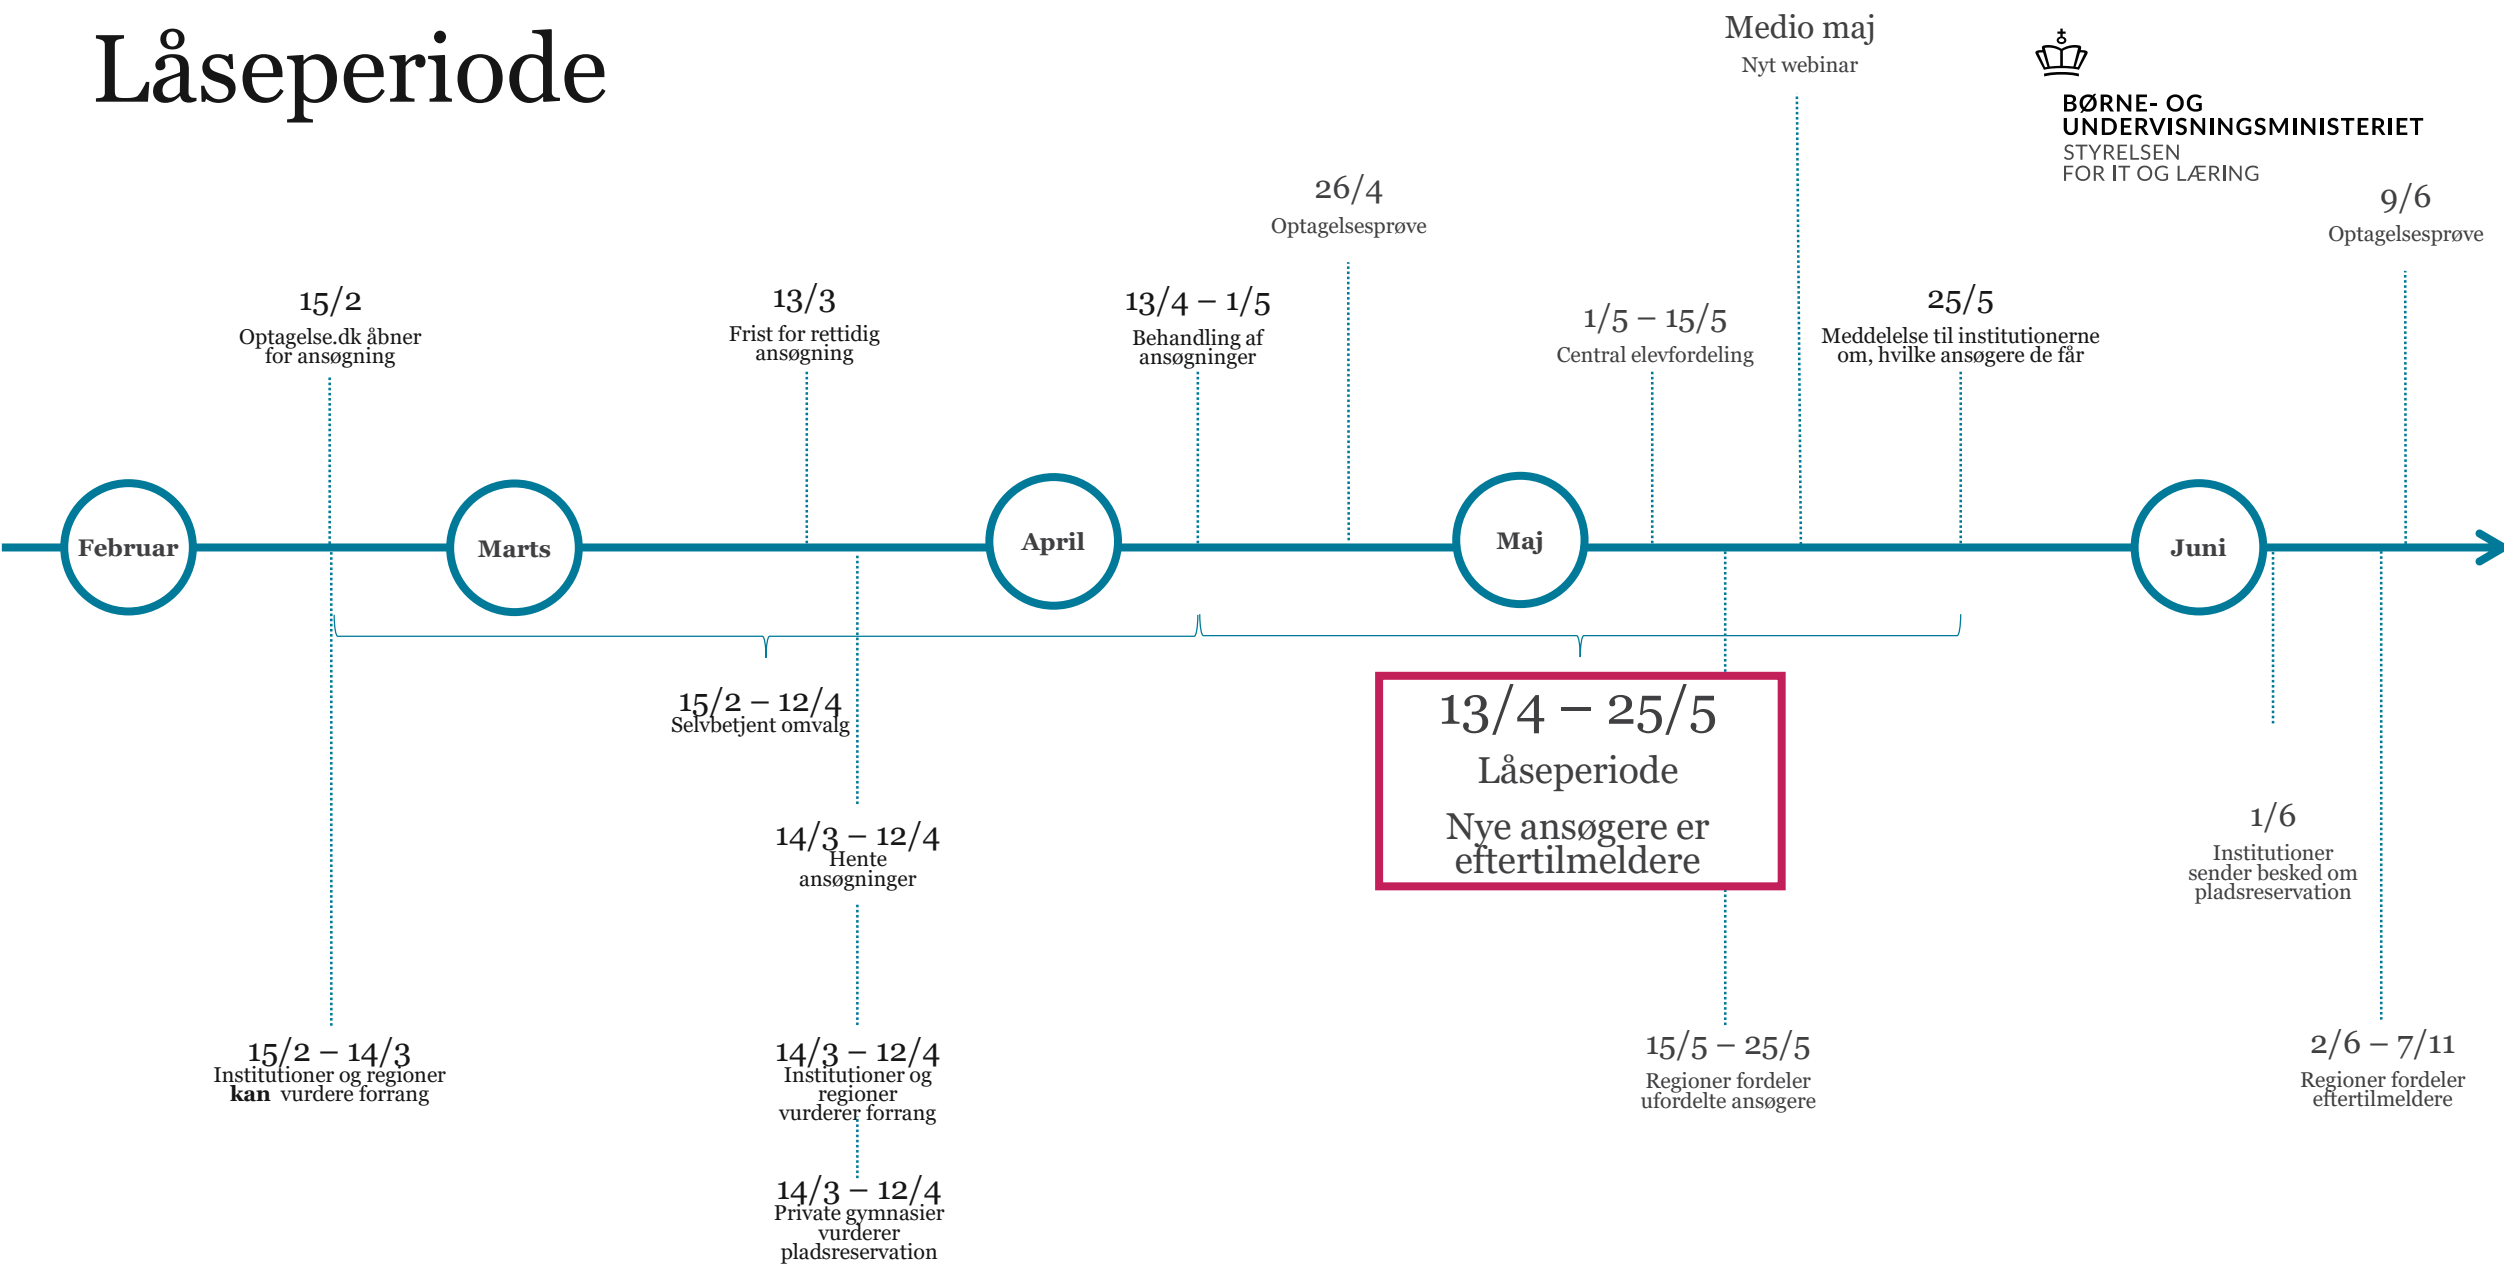 Låseperiode
Medio maj
Nyt webinar
BØRNE- OG
UNDERVISNINGSMINISTERIET
STYRELSEN
FOR IT OG LÆRING
26/4
Optagelsesprøve
9/6
Optagelsesprøve
15/2
Optagelse.dk åbner
for ansøgning
13/3
Frist for rettidig
ansøgning
13/4 – 1/5
Behandling af
ansøgninger
1/5 – 15/5
Central elevfordeling
25/5
Meddelelse til institutionerne
om, hvilke ansøgere de får
Februar
Marts
April
Maj
Juni
15/2 – 12/4
Selvbetjent omvalg
13/4 – 25/5
Låseperiode
Nye ansøgere er
eftertilmeldere
14/3 – 12/4
Hente
ansøgninger
1/6
Institutioner
sender besked om
pladsreservation
15/2 – 14/3
Institutioner og regioner
kan vurdere forrang
14/3 – 12/4
Institutioner og
regioner
vurderer forrang
15/5 – 25/5
Regioner fordeler
ufordelte ansøgere
2/6 – 7/11
Regioner fordeler
eftertilmeldere
14/3 – 12/4
Private gymnasier
vurderer
pladsreservation